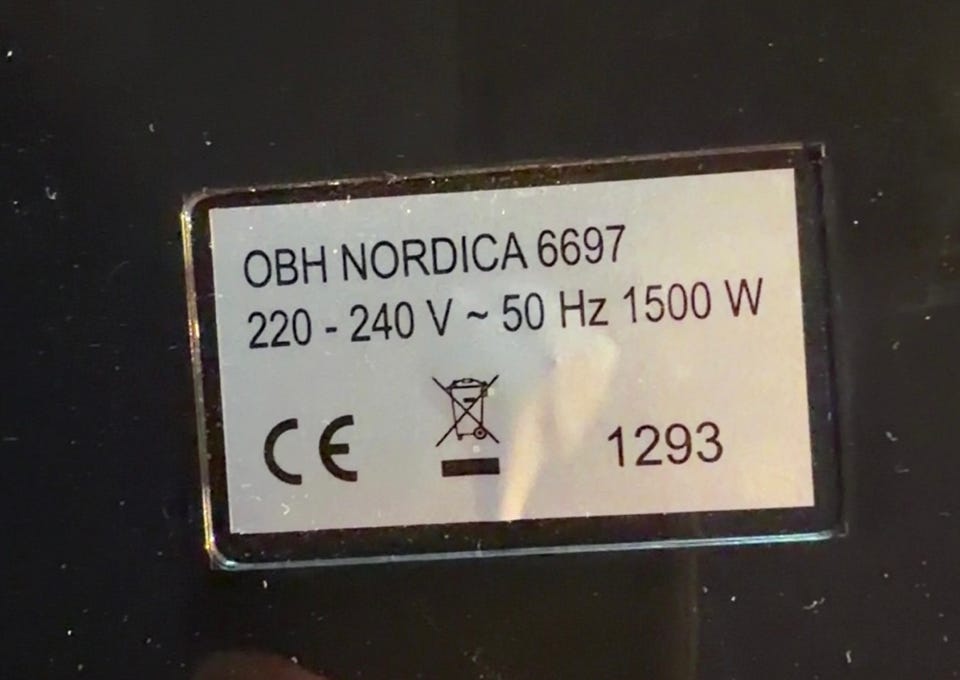 OBH NORDICA 6697
220 - 240 V ~ 50 Hz 1500 W
CE 1293